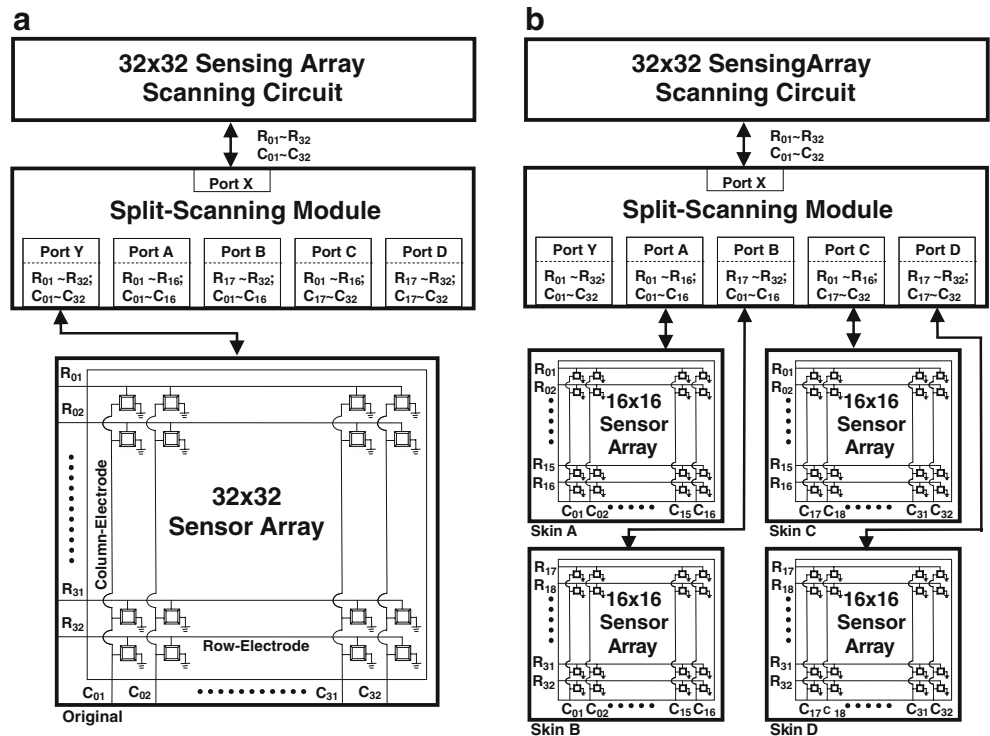 a
32x32 Sensing Array
Scanning Circuit
R01~R32
C01~C32
Port X
Split-Scanning Module
Port Y
R01 ~R32;
C01~C32
Port A
R01 ~R16;
C01~C16
Port B
R17 ~R32;
C01~C16
Port C
R01 ~R16;
C17~C32
Port D
R17 ~R32;
C17~C32
R01
R02
Column-Electrode
32x32
Sensor Array
R31
R32
Row-Electrode
C01 C02 C31 C32
Original
b
32x32 SensingArray
Scanning Circuit
R01~R32
C01~C32
Port X
Split-Scanning Module
Port Y
R01 ~R32;
C01~C32
Port A
R01 ~R16;
C01~C16
Port B
R17 ~R32;
C01~C16
Port C
R01 ~R16;
C17~C32
Port D
R17 ~R32;
C17~C32
R01
R02
16x16
Sensor
Array
R15
R16
C01 C02 C15 C16
Skin A
R01
R02
16x16
Sensor
Array
R15
R16
C17 C18 C31 C32
Skin C
R17
R18
16x16
Sensor
Array
R31
R32
C01 C02 C15 C16
Skin B
R17
R18
16x16
Sensor
Array
R31
R32
C17 C18 C31 C32
Skin D